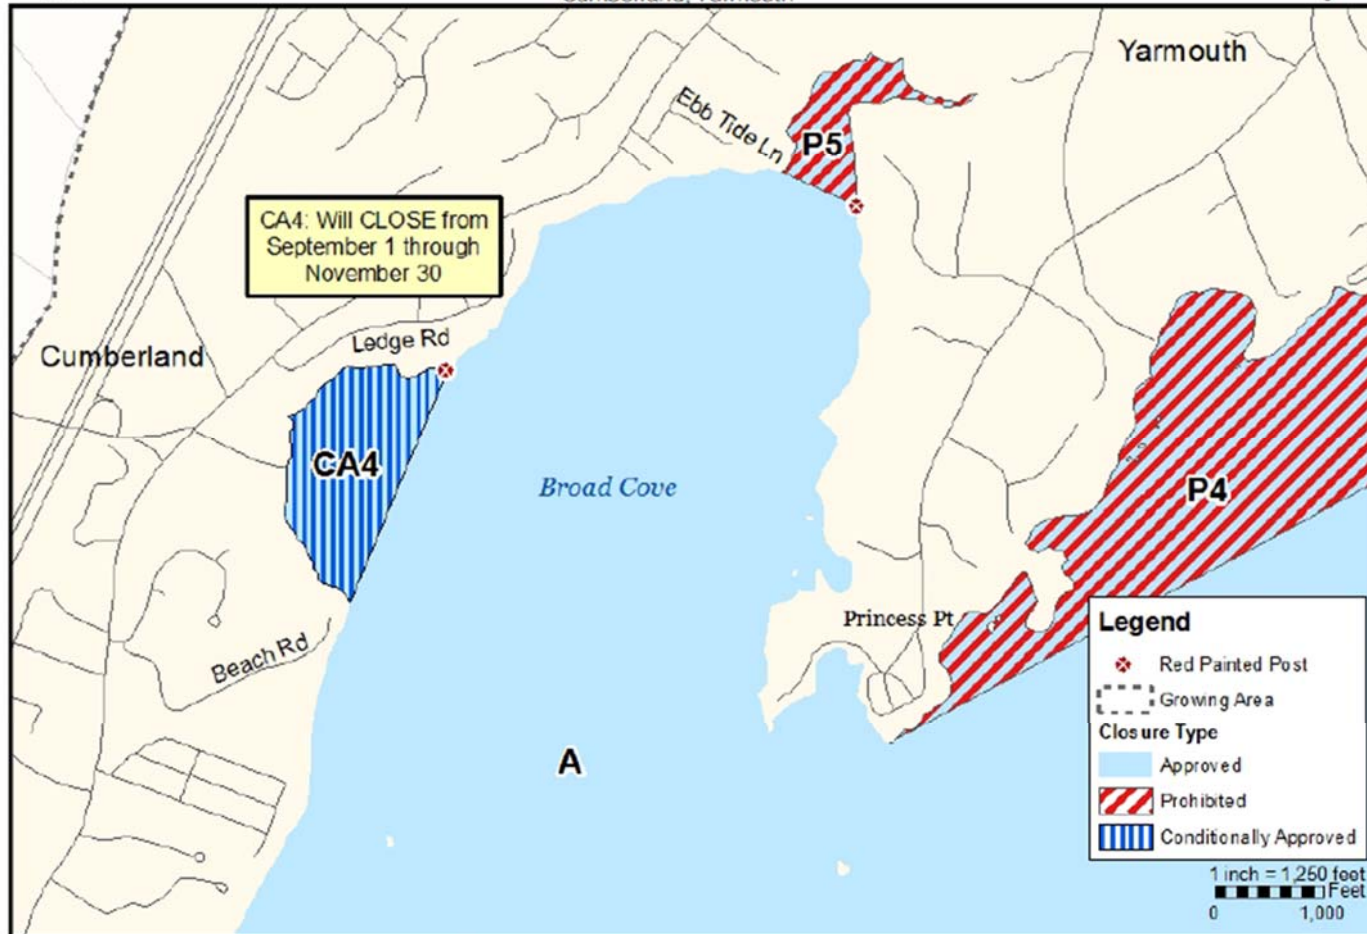 Cumberland, Yarmouth
Yarmouth
Ebb Tide Ln
P5
CA4: Will CLOSE from
September 1 through
November 30
Ledge Rd
Cumberland
CA4
Broad Cove
P4
Princess Pt
Beach Rd
A
Legend
Red Painted Post
Growing Area
Closure Type
Approved
Prohibited
Conditionally Approved
1 inch = 1,250 feet
Feet
0 1,000